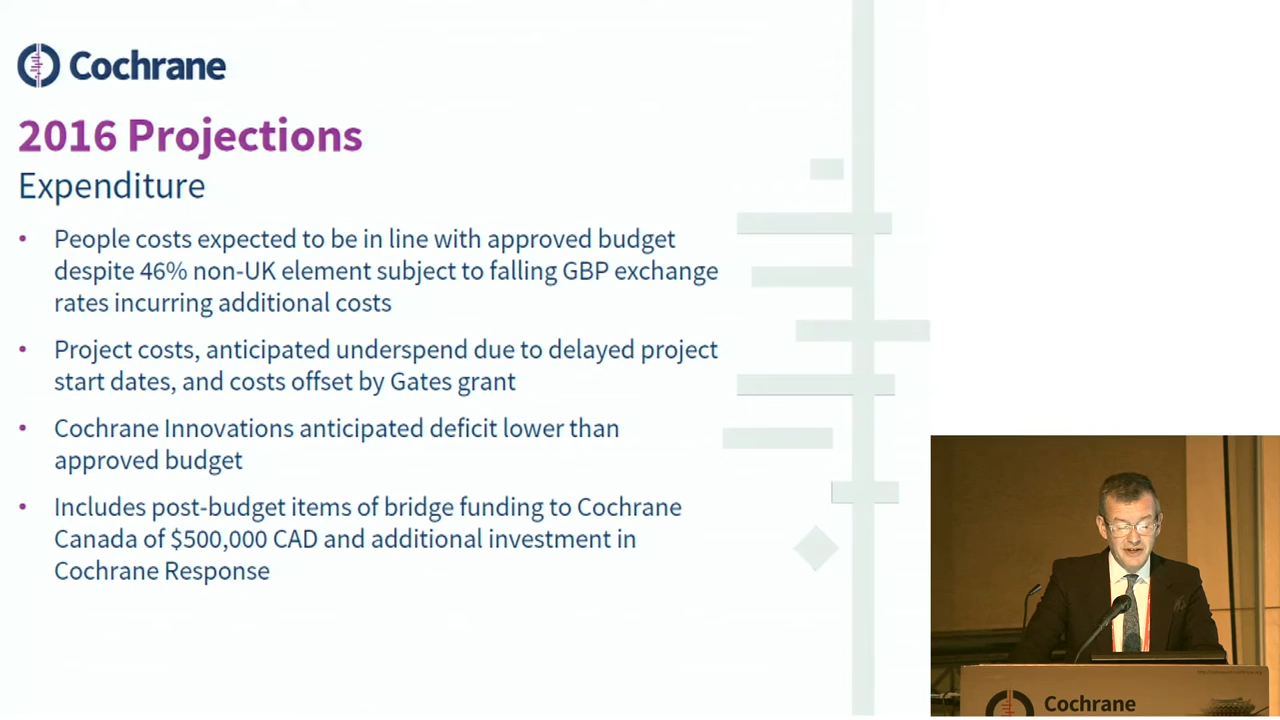 Cochrane
2016 Projections
Expenditure
• People costs expected to be in line with approved budget
despite 46% non-UK element subject to falling GBP exchange
rates incurring additional costs
• Project costs, anticipated underspend due to delayed project
start dates, and costs offset by Gates grant
• Cochrane Innovations anticipated deficit lower than
approved budget
• Includes post-budget items of bridge funding to Cochrane
Canada of $500,000 CAD and additional investment in
Cochrane Response
Cochrane